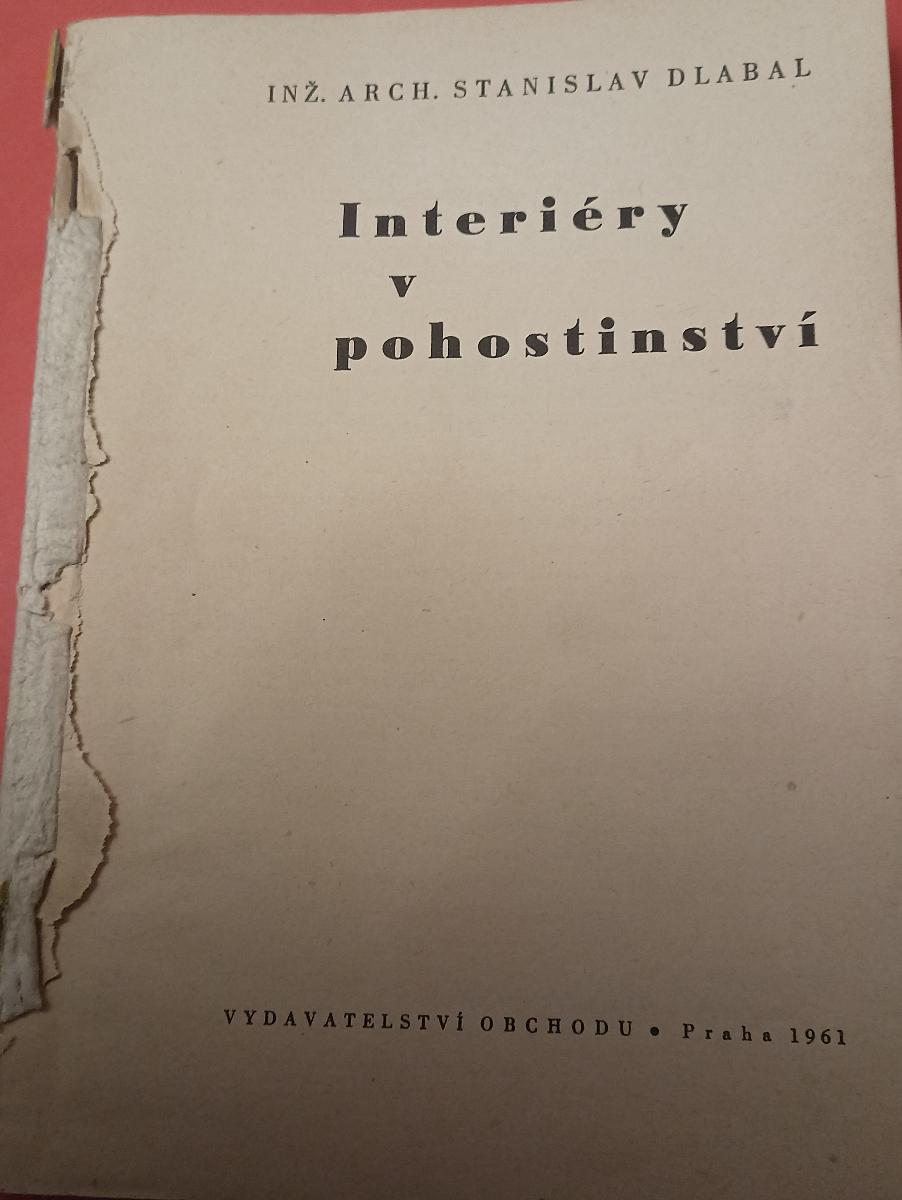 INŽ. ARCH. STANISLAV DLABAL
Interiéry
v
pohostinství
VYDAVATELSTVÍ OBCHODU • Praha 1961